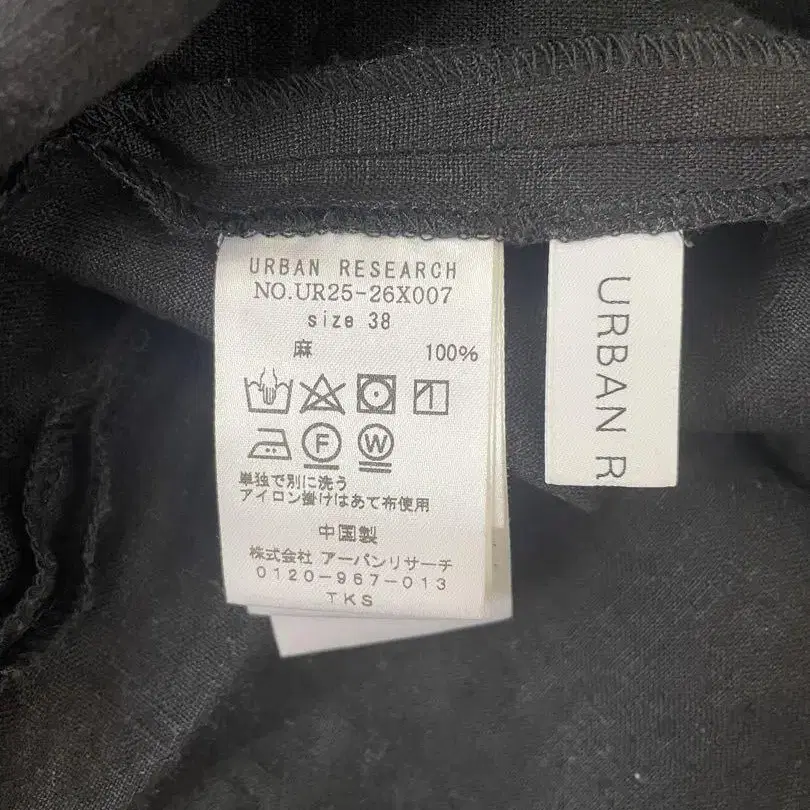 URBAN RESEARCH
NO.UR25-26X007
size 38
麻 100%
F W
単独で別に洗う
アイロン掛けはあて布使用
中国製
株式会社 アーバンリサーチ
0120-967-013
TKS
URBAN R